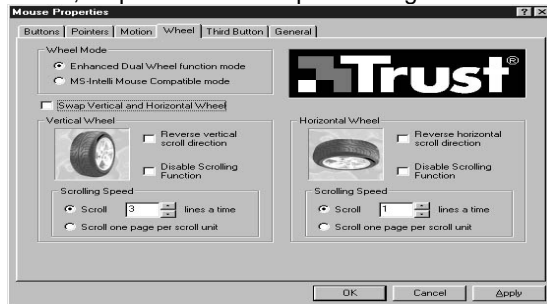 Mouse Properties
Buttons Pointers Motion Wheel Third Button General
Wheel Mode
Enhanced Dual Wheel function mode
MS-Intelli Mouse Compatible mode
Trust®
Swap Vertical and Horizontal Wheel
Vertical Wheel
Reverse vertical
scroll direction
Disable Scrolling
Function
Scrolling Speed
Scroll 3 lines a time
Scroll one page per scroll unit
Horizontal Wheel
Reverse horizontal
scroll direction
Disable Scrolling
Function
Scrolling Speed
Scroll 1 lines a time
Scroll one page per scroll unit
OK Cancel Apply